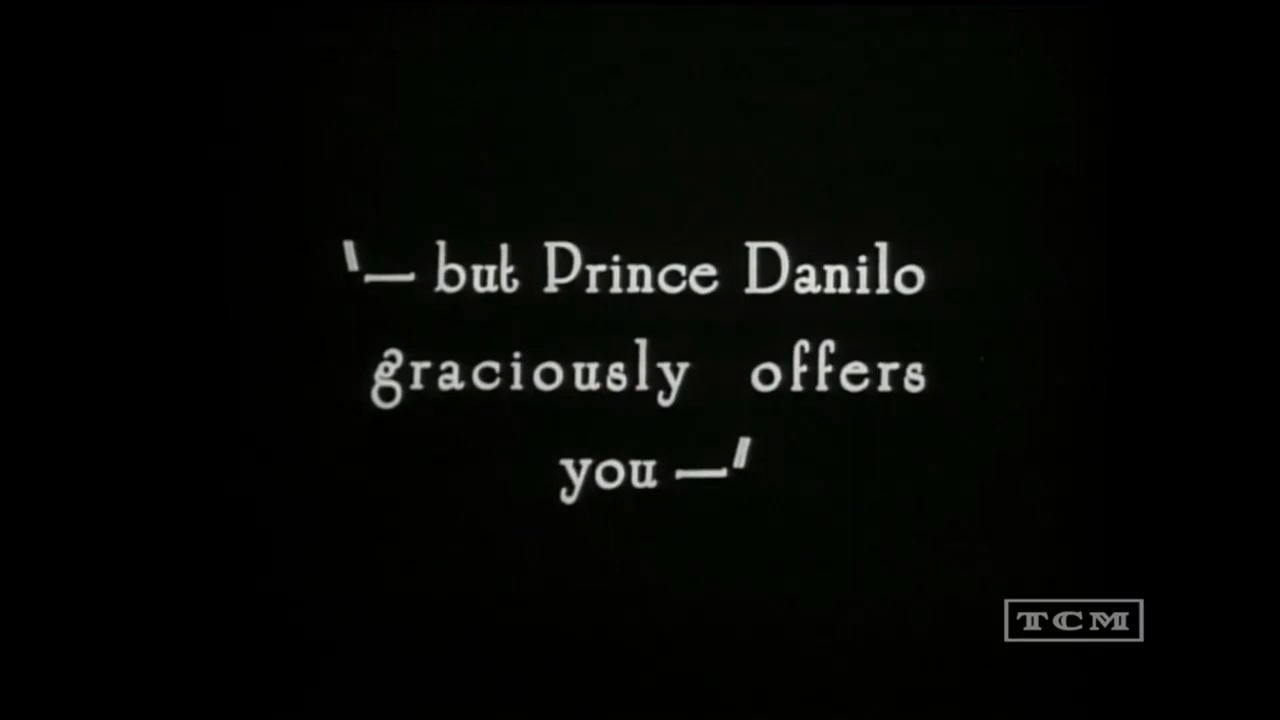 "— but Prince Danilo
graciously offers
you —"
TCM